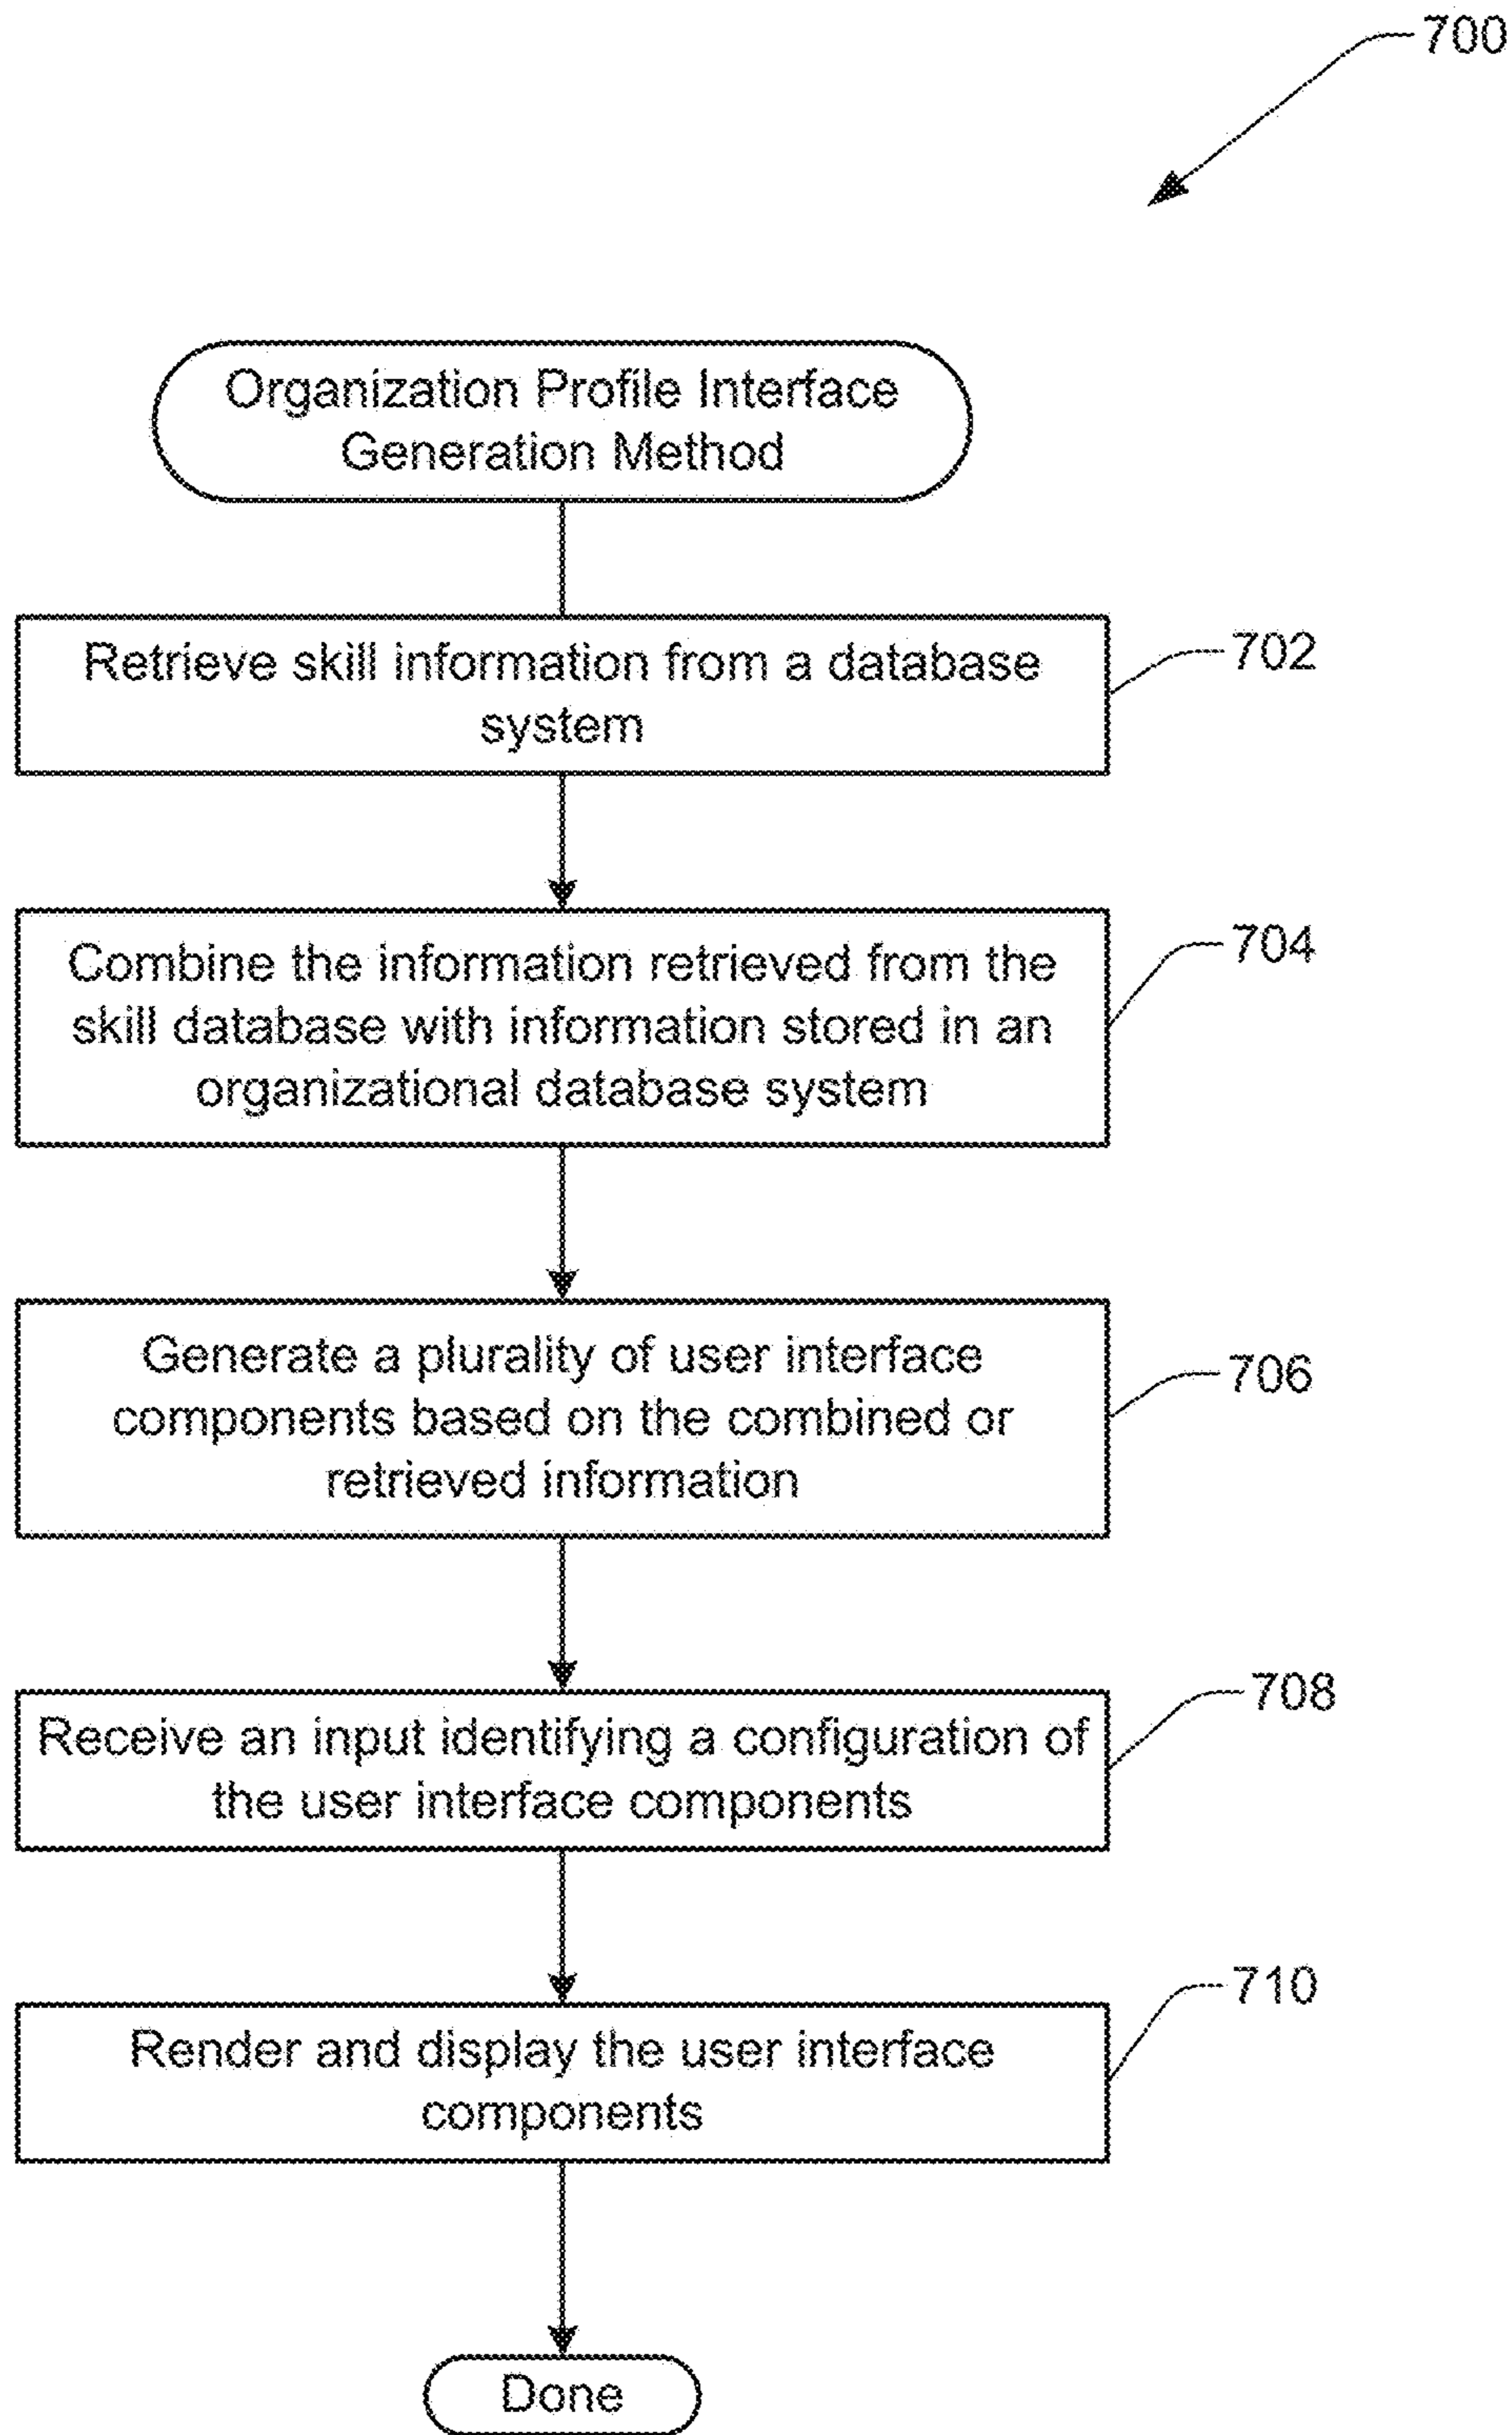 700
Organization Profile Interface
Generation Method
Retrieve skill information from a database
system
702
Combine the information retrieved from the
skill database with information stored in an
organizational database system
704
Generate a plurality of user interface
components based on the combined or
retrieved information
706
Receive an input identifying a configuration of
the user interface components
708
Render and display the user interface
components
710
Done